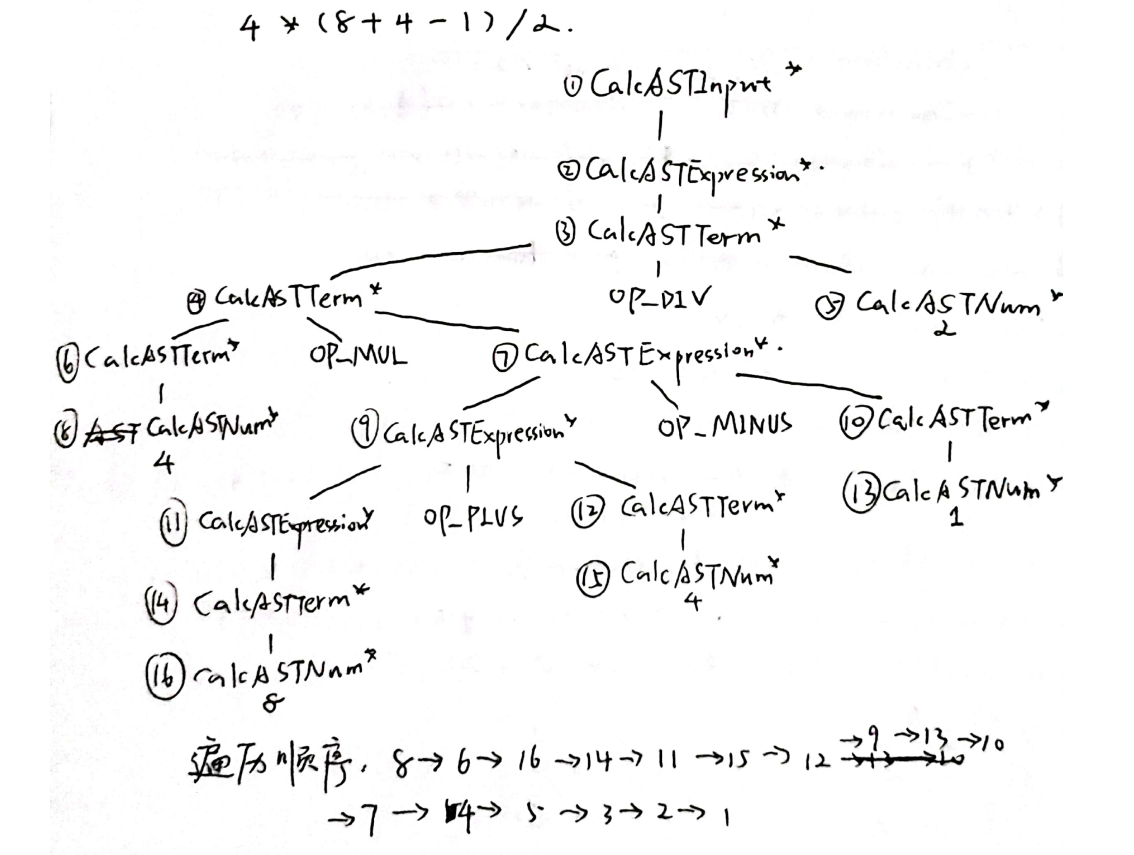 4 * (8+4-1)/2.
① CalcASTInput *
② CalcASTExpression*.
③ CalcASTTerm *
④ CalcASTTerm* OP_DIV ⑤ CalcASTNum*
2
⑥ CalcASTTerm* OP_MUL ⑦ CalcASTExpression*.
⑧ CalcASTNum* ⑨ CalcASTExpression* OP_MINUS ⑩ CalcASTTerm*
4
⑪ CalcASTExpression* OP_PLUS ⑫ CalcASTTerm* ⑬ CalcASTNum*
1
⑭ CalcASTTerm* ⑮ CalcASTNum*
4
⑯ CalcASTNum*
8
遍历顺序. 8→6→16→14→11→15→12→9→13→10
→7→4→5→3→2→1